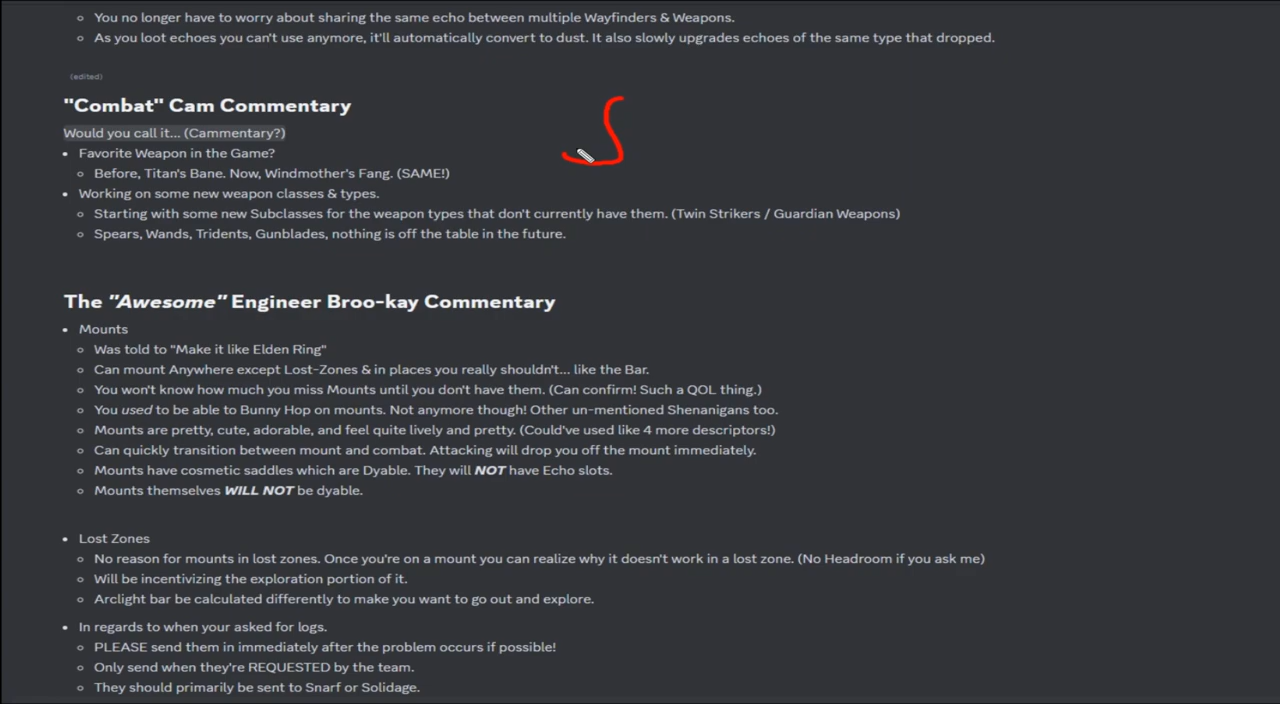 You no longer have to worry about sharing the same echo between multiple Wayfinders & Weapons.
As you loot echoes you can't use anymore, it'll automatically convert to dust. It also slowly upgrades echoes of the same type that dropped.
(edited)
"Combat" Cam Commentary
Would you call it... (Cammentary?)
Favorite Weapon in the Game?
Before, Titan's Bane. Now, Windmother's Fang. (SAME!)
Working on some new weapon classes & types.
Starting with some new Subclasses for the weapon types that don't currently have them. (Twin Strikers / Guardian Weapons)
Spears, Wands, Tridents, Gunblades, nothing is off the table in the future.
The "Awesome" Engineer Broo-kay Commentary
Mounts
Was told to "Make it like Elden Ring"
Can mount Anywhere except Lost-Zones & in places you really shouldn't... like the Bar.
You won't know how much you miss Mounts until you don't have them. (Can confirm! Such a QOL thing.)
You used to be able to Bunny Hop on mounts. Not anymore though! Other un-mentioned Shenanigans too.
Mounts are pretty, cute, adorable, and feel quite lively and pretty. (Could've used like 4 more descriptors!)
Can quickly transition between mount and combat. Attacking will drop you off the mount immediately.
Mounts have cosmetic saddles which are Dyable. They will NOT have Echo slots.
Mounts themselves WILL NOT be dyable.
Lost Zones
No reason for mounts in lost zones. Once you're on a mount you can realize why it doesn't work in a lost zone. (No Headroom if you ask me)
Will be incentivizing the exploration portion of it.
Arclight bar be calculated differently to make you want to go out and explore.
In regards to when your asked for logs.
PLEASE send them in immediately after the problem occurs if possible!
Only send when they're REQUESTED by the team.
They should primarily be sent to Snarf or Solidage.